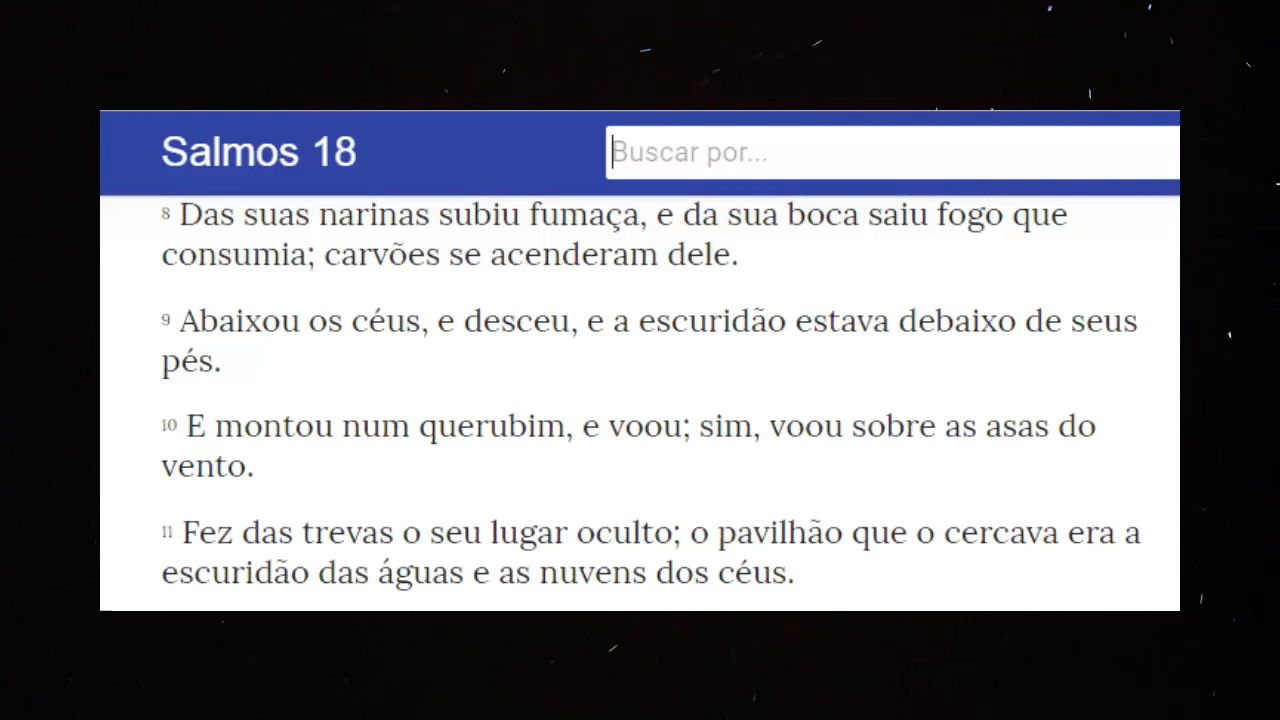 Salmos 18
Buscar por...
8 Das suas narinas subiu fumaça, e da sua boca saiu fogo que
consumia; carvões se acenderam dele.
9 Abaixou os céus, e desceu, e a escuridão estava debaixo de seus
pés.
10 E montou num querubim, e voou; sim, voou sobre as asas do
vento.
11 Fez das trevas o seu lugar oculto; o pavilhão que o cercava era a
escuridão das águas e as nuvens dos céus.